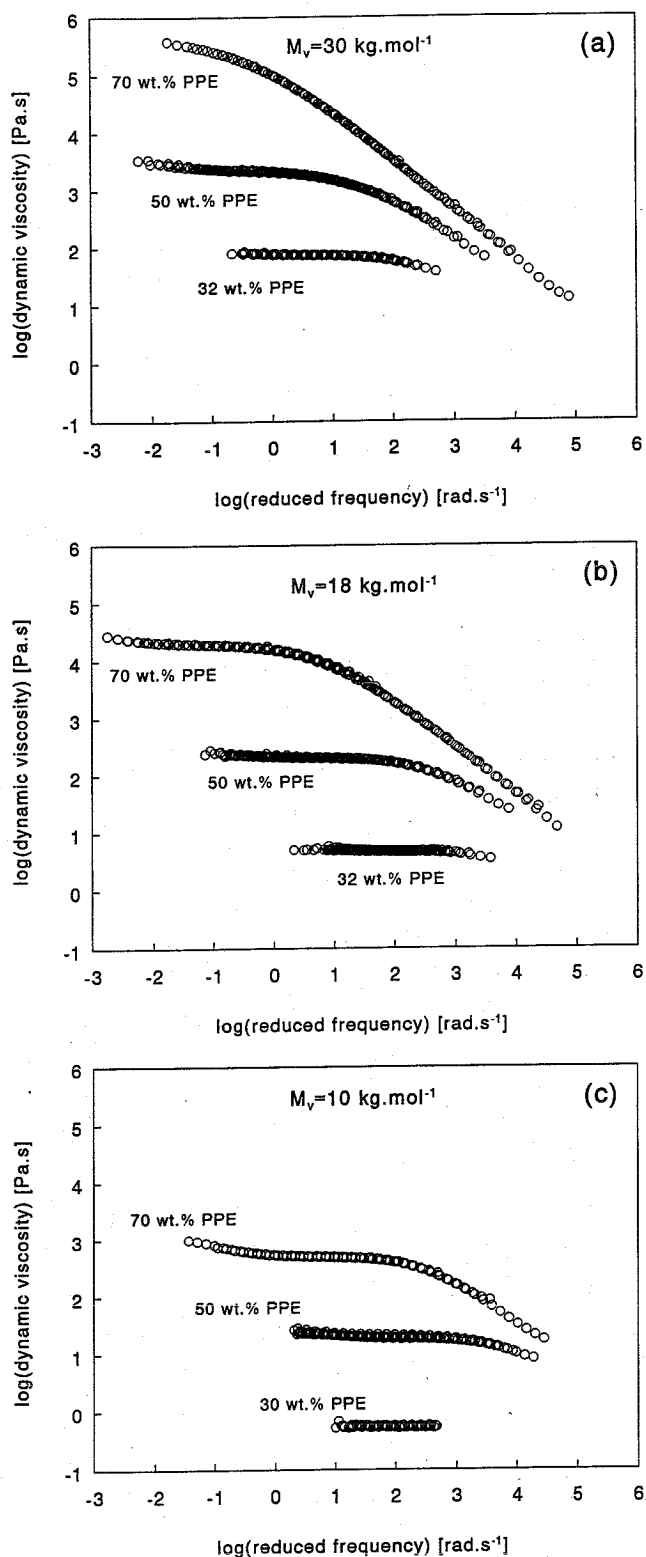 (a)
M_v=30 kg.mol⁻¹
6
5
4
3
2
1
0
-1
log(dynamic viscosity) [Pa.s]
70 wt.% PPE
50 wt.% PPE
32 wt.% PPE
-3 -2 -1 0 1 2 3 4 5 6
log(reduced frequency) [rad.s⁻¹]
(b)
M_v=18 kg.mol⁻¹
6
5
4
3
2
1
0
-1
log(dynamic viscosity) [Pa.s]
70 wt.% PPE
50 wt.% PPE
32 wt.% PPE
-3 -2 -1 0 1 2 3 4 5 6
log(reduced frequency) [rad.s⁻¹]
(c)
M_v=10 kg.mol⁻¹
6
5
4
3
2
1
0
-1
log(dynamic viscosity) [Pa.s]
70 wt.% PPE
50 wt.% PPE
30 wt.% PPE
-3 -2 -1 0 1 2 3 4 5 6
log(reduced frequency) [rad.s⁻¹]